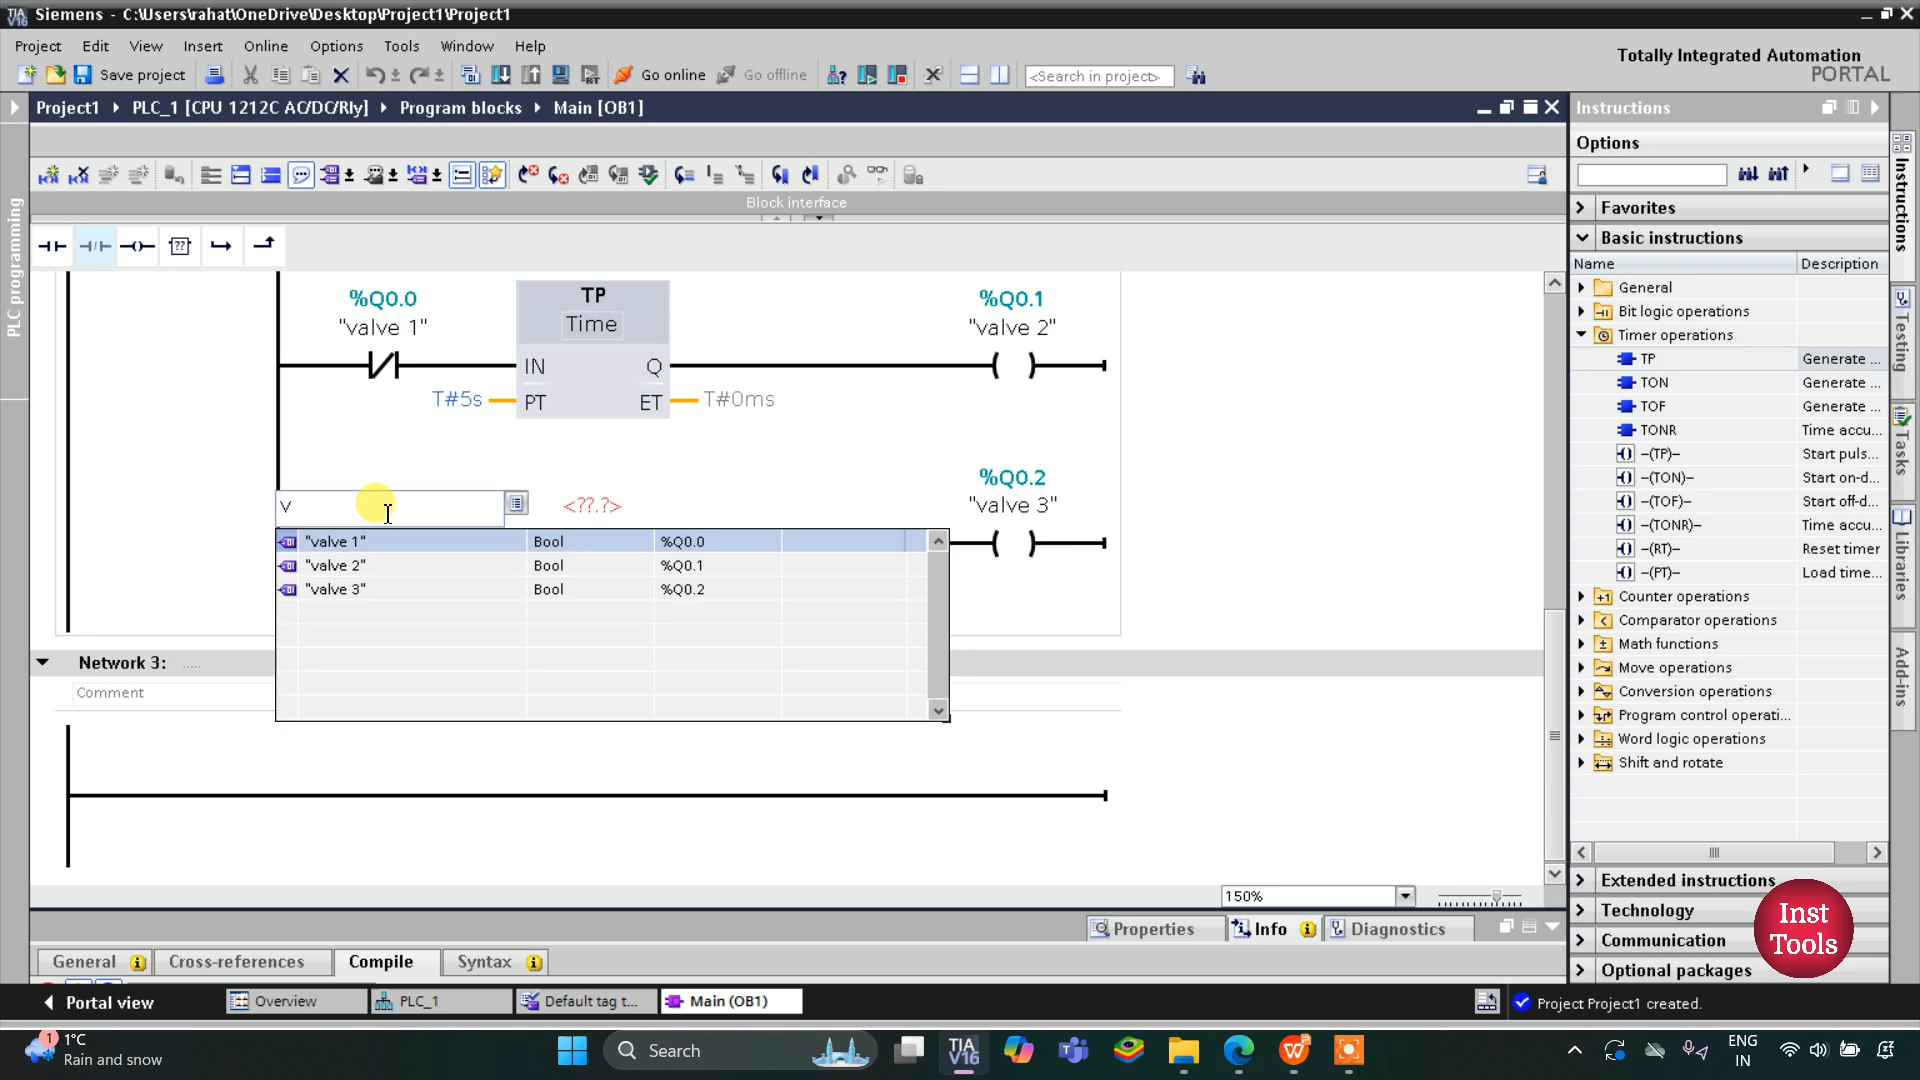 Siemens - C:\Users\rahat\OneDrive\Desktop\Project1\Project1
Project Edit View Insert Online Options Tools Window Help
Totally Integrated Automation
PORTAL
Save project
Go online
Go offline
<Search in project>
Project1 PLC_1 [CPU 1212C AC/DC/Rly] Program blocks Main [OB1]
Instructions
Options
Block interface
Favorites
Basic instructions
Name Description
General
Bit logic operations
Timer operations
TP Generate ...
TON Generate ...
TOF Generate ...
TONR Time accu...
–(TP)– Start puls...
–(TON)– Start on-d...
–(TOF)– Start off-d...
–(TONR)– Time accu...
–(RT)– Reset timer
–(PT)– Load time...
Counter operations
Comparator operations
Math functions
Move operations
Conversion operations
Program control operati...
Word logic operations
Shift and rotate
Extended instructions
Technology
Communication
Optional packages
PLC programming
Instructions
Testing
Tasks
Libraries
Add-ins
%Q0.0
"valve 1"
TP
Time
IN Q
T#5s PT ET T#0ms
%Q0.1
"valve 2"
%Q0.2
"valve 3"
v
<??.?>
"valve 1" Bool %Q0.0
"valve 2" Bool %Q0.1
"valve 3" Bool %Q0.2
Network 3: .....
Comment
150%
Properties Info Diagnostics
General Cross-references Compile Syntax
Inst
Tools
Portal view Overview PLC_1 Default tag t... Main (OB1)
Project Project1 created.
1
1°C
Rain and snow
Search
TIA
V16
ENG
IN